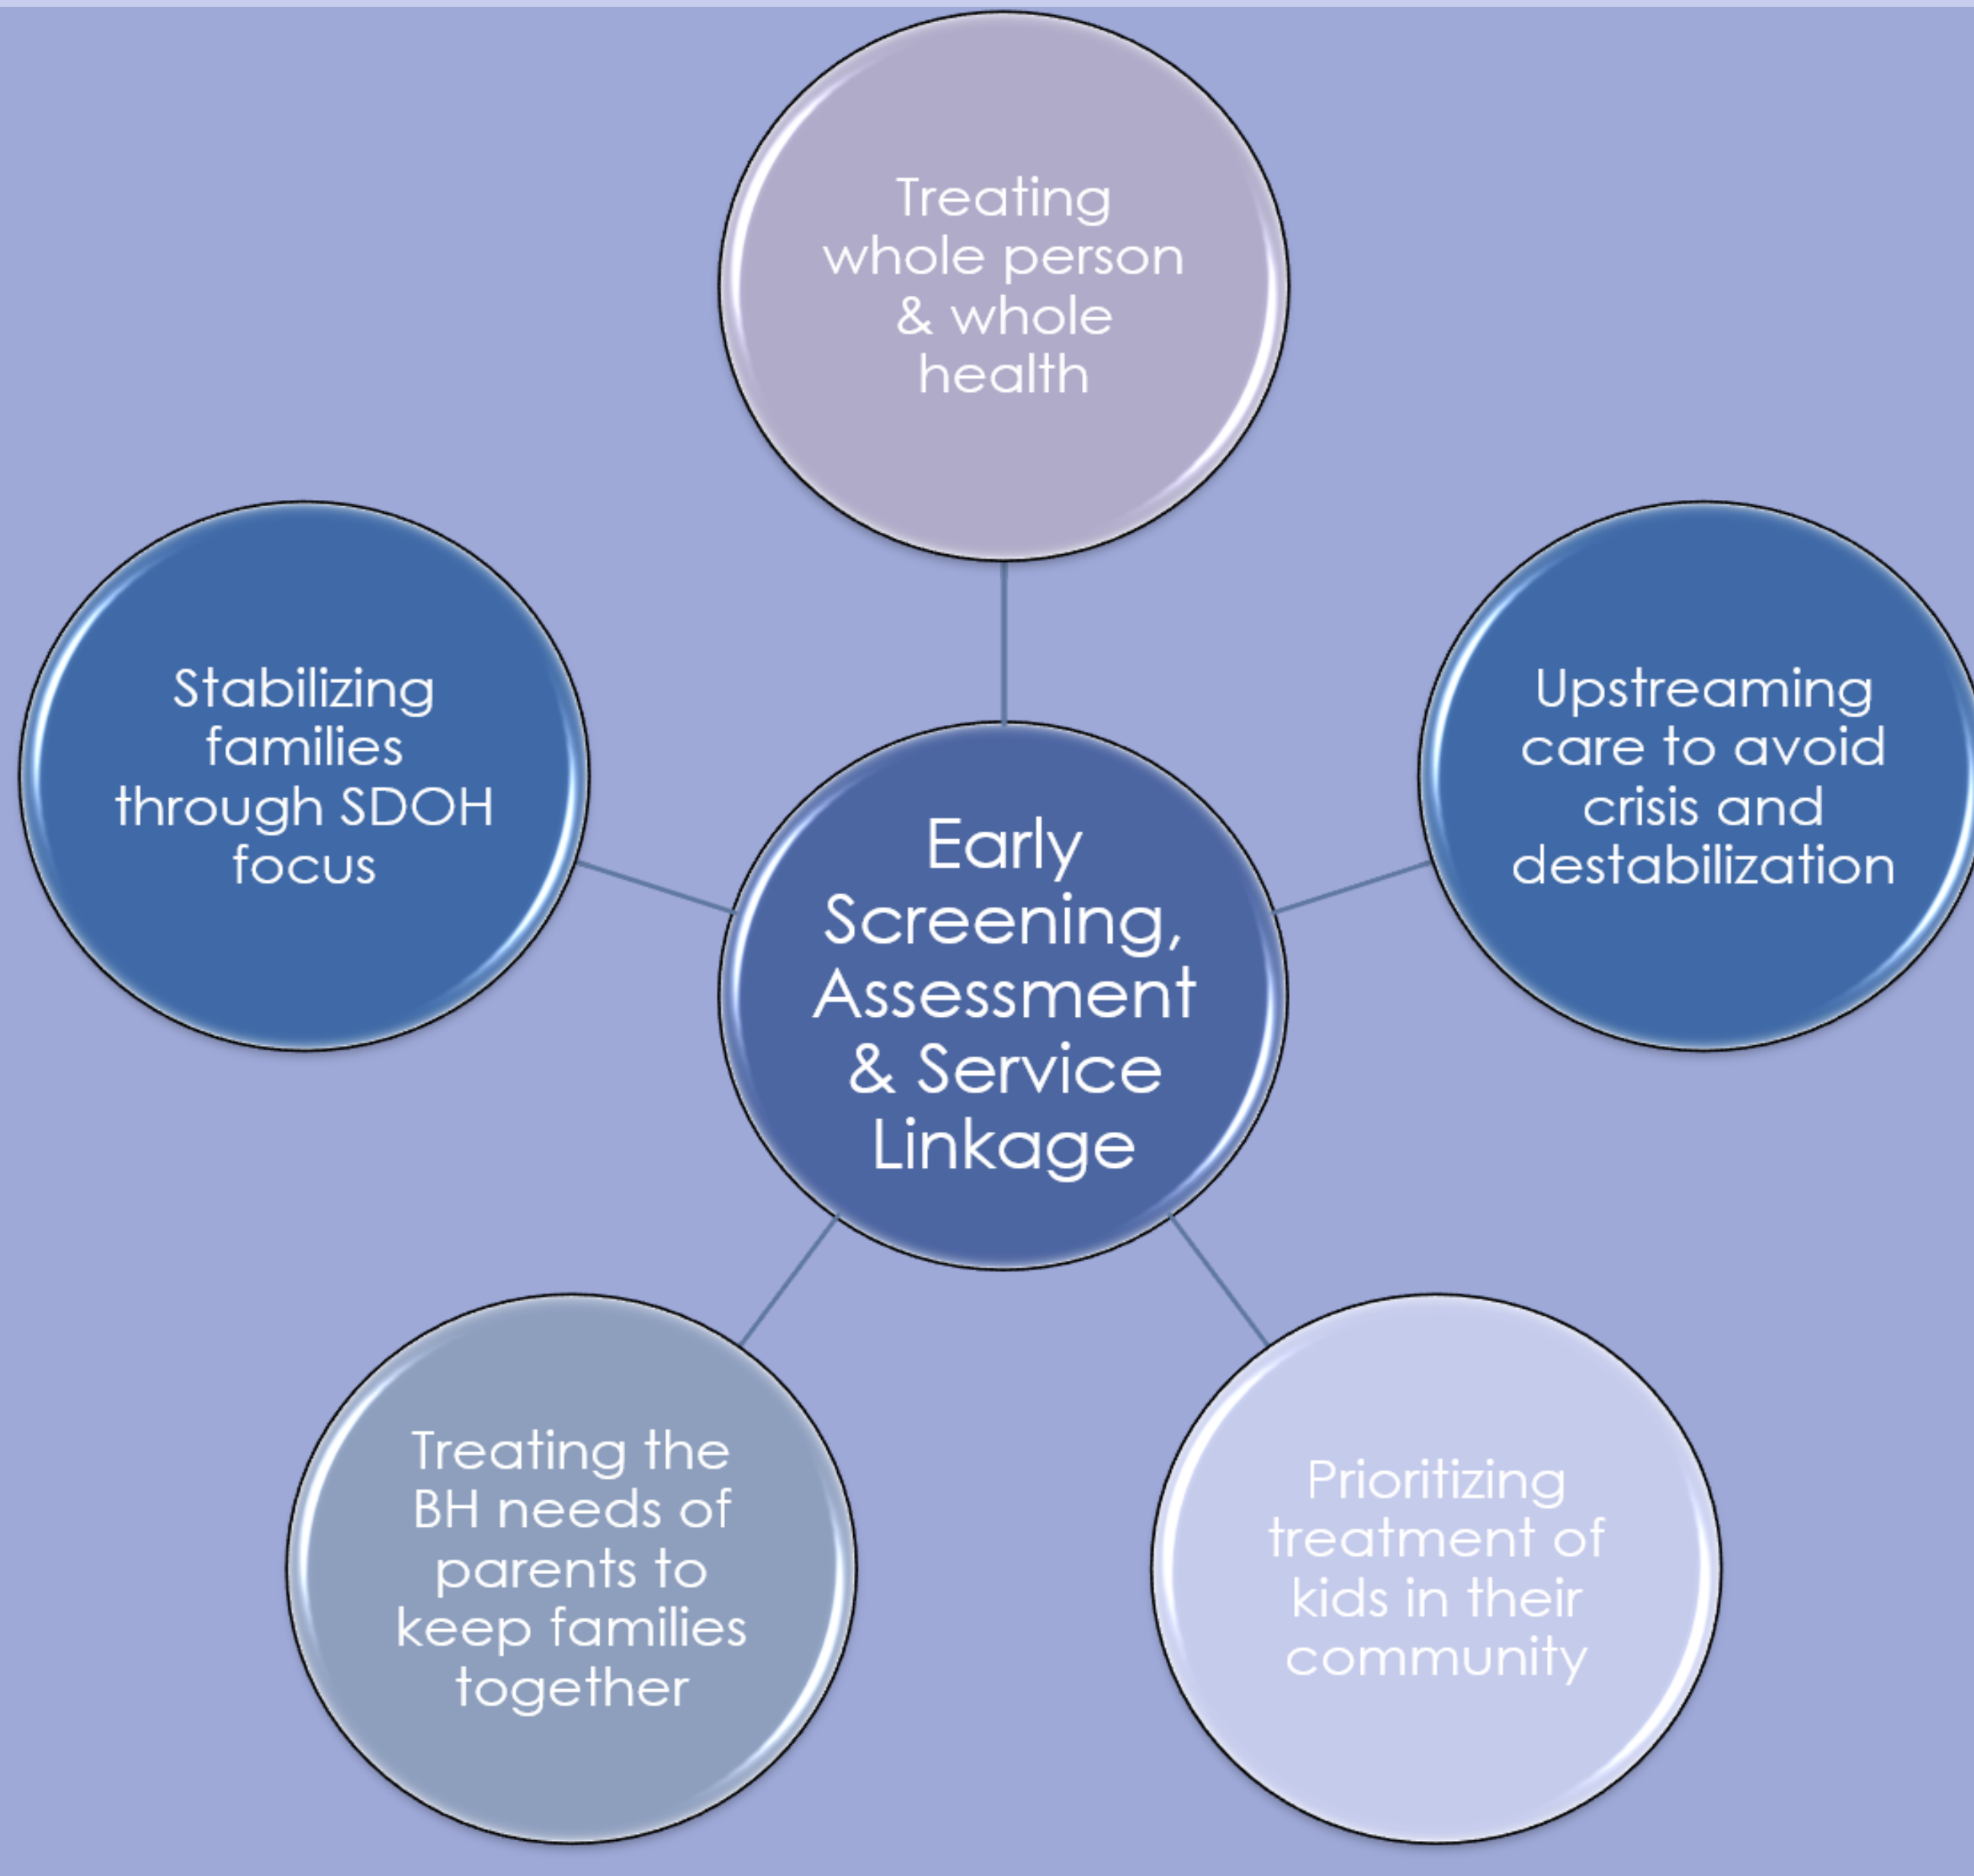 Treating
whole person
& whole
health
Stabilizing
families
through SDOH
focus
Upstreaming
care to avoid
crisis and
destabilization
Early
Screening,
Assessment
& Service
Linkage
Treating the
BH needs of
parents to
keep families
together
Prioritizing
treatment of
kids in their
community